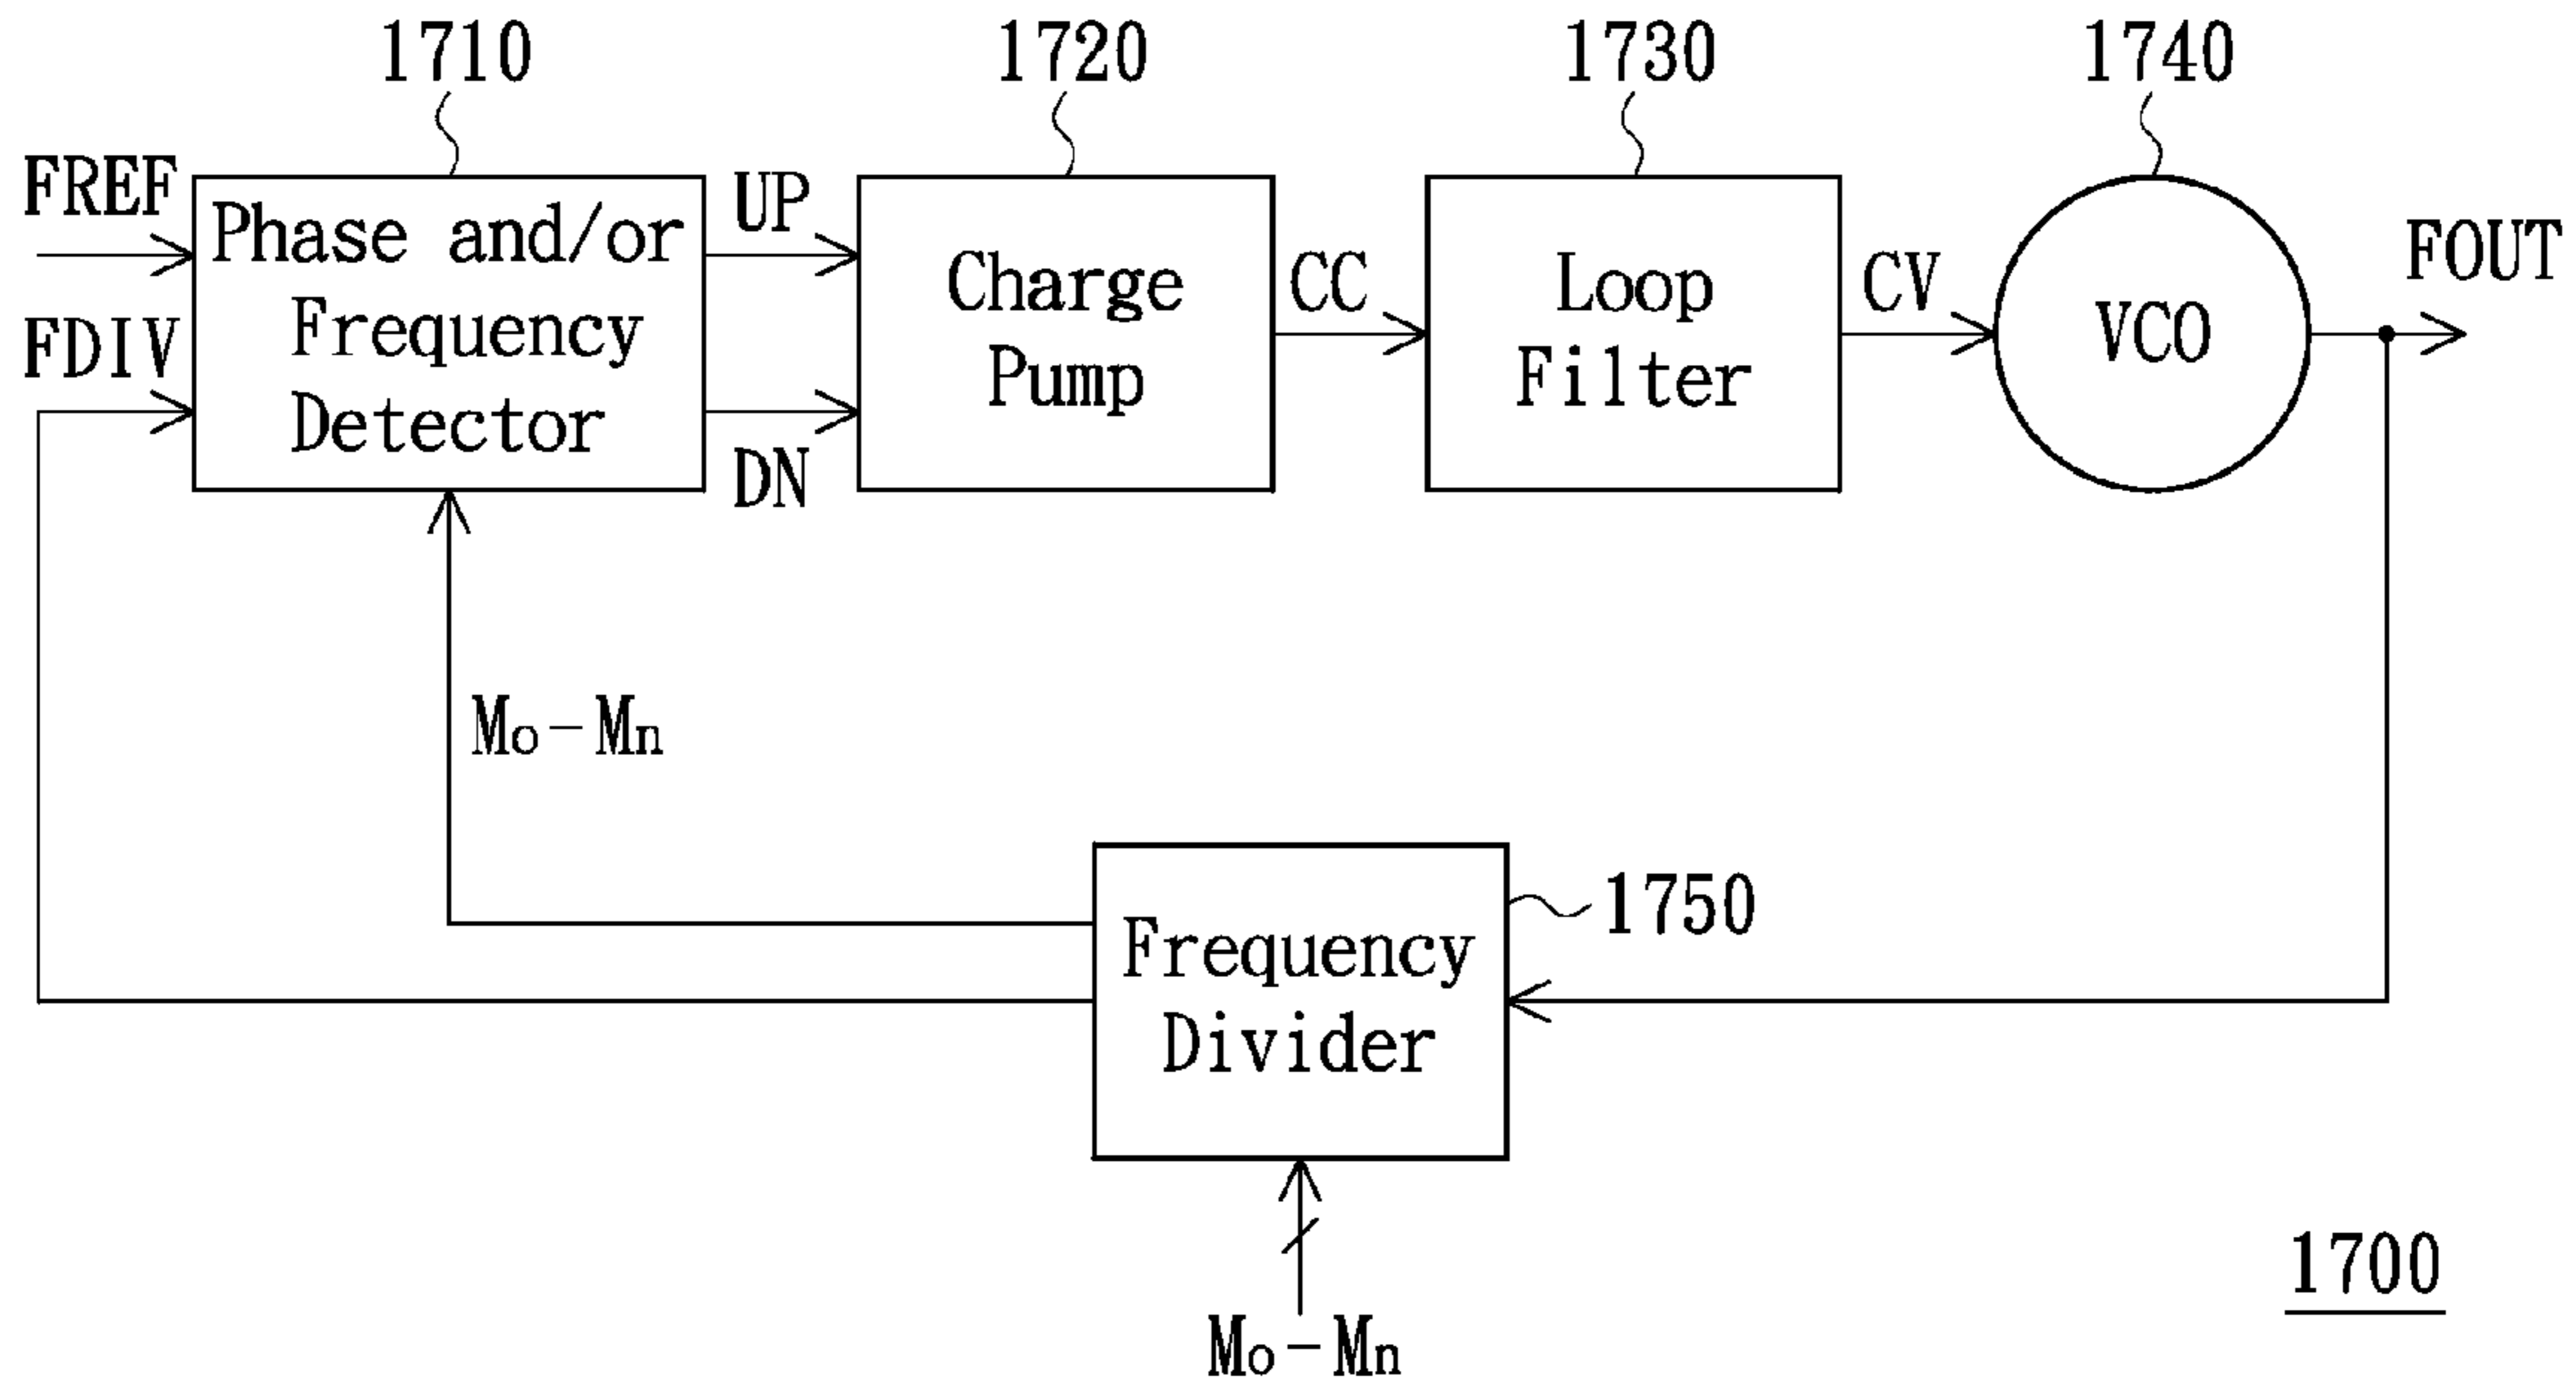 1710
1720
1730
1740
FREF
FDIV
Phase and/or
Frequency
Detector
UP
DN
Charge
Pump
CC
Loop
Filter
CV
VCO
FOUT
Mo-Mn
Frequency
Divider
1750
Mo-Mn
1700